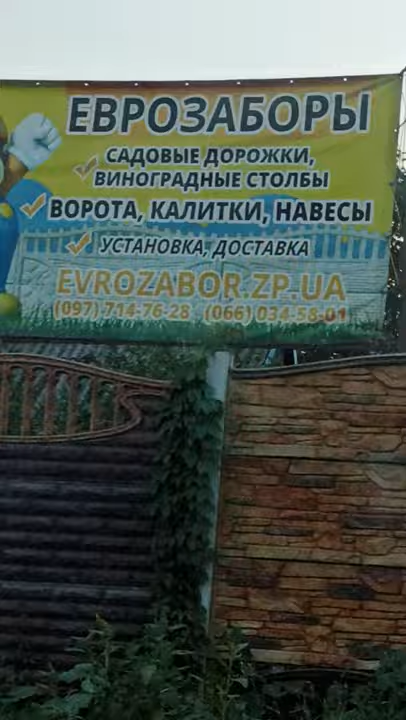 ЕВРОЗАБОРЫ
САДОВЫЕ ДОРОЖКИ,
ВИНОГРАДНЫЕ СТОЛБЫ
ВОРОТА, КАЛИТКИ, НАВЕСЫ
УСТАНОВКА, ДОСТАВКА
EVROZABOR.ZP.UA
(097) 714-76-28 (066) 034-58-01